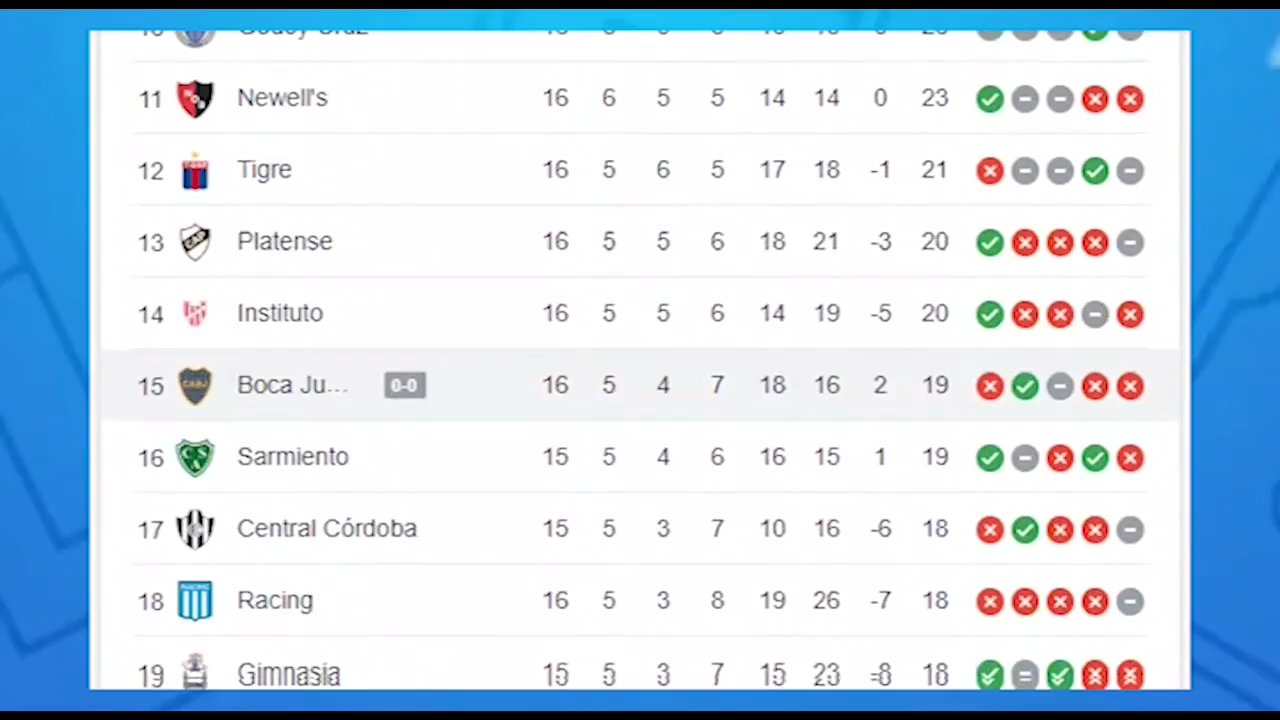 11 Newell's 16 6 5 5 14 14 0 23
12 Tigre 16 5 6 5 17 18 -1 21
13 Platense 16 5 5 6 18 21 -3 20
14 Instituto 16 5 5 6 14 19 -5 20
15 Boca Ju... 0-0 16 5 4 7 18 16 2 19
16 Sarmiento 15 5 4 6 16 15 1 19
17 Central Córdoba 15 5 3 7 10 16 -6 18
18 Racing 16 5 3 8 19 26 -7 18
19 Gimnasia 15 5 3 7 15 23 -8 18